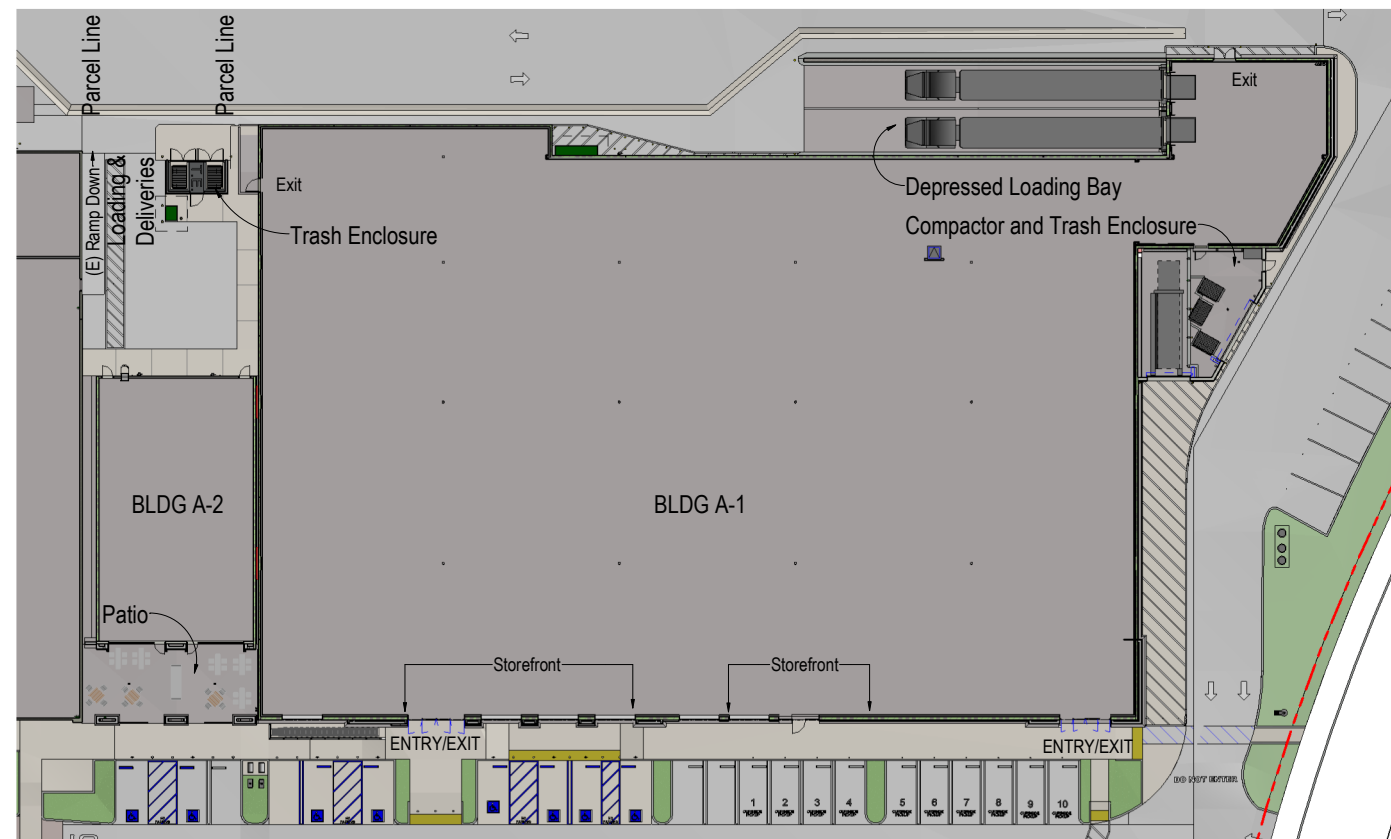 Parcel Line
Parcel Line
Exit
(E) Ramp Down
Loading &
Deliveries
T.E.
Exit
Trash Enclosure
Depressed Loading Bay
Compactor and Trash Enclosure
BLDG A-2
BLDG A-1
Patio
Storefront
Storefront
ENTRY/EXIT
ENTRY/EXIT
DO NOT ENTER
1
2
3
4
5
6
7
8
9
10